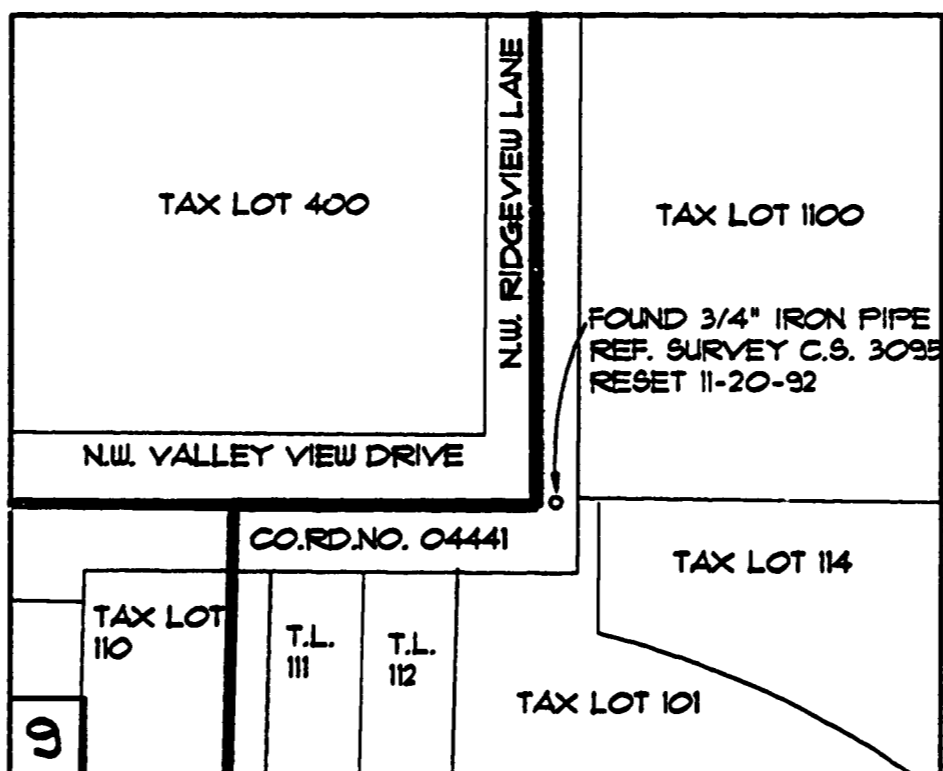 N.W. RIDGEVIEW LANE
TAX LOT 400
TAX LOT 1100
FOUND 3/4" IRON PIPE
REF. SURVEY C.S. 3095
RESET 11-20-92
N.W. VALLEY VIEW DRIVE
CO.RD.NO. 04441
TAX LOT 114
TAX LOT
110
T.L.
111
T.L.
112
TAX LOT 101